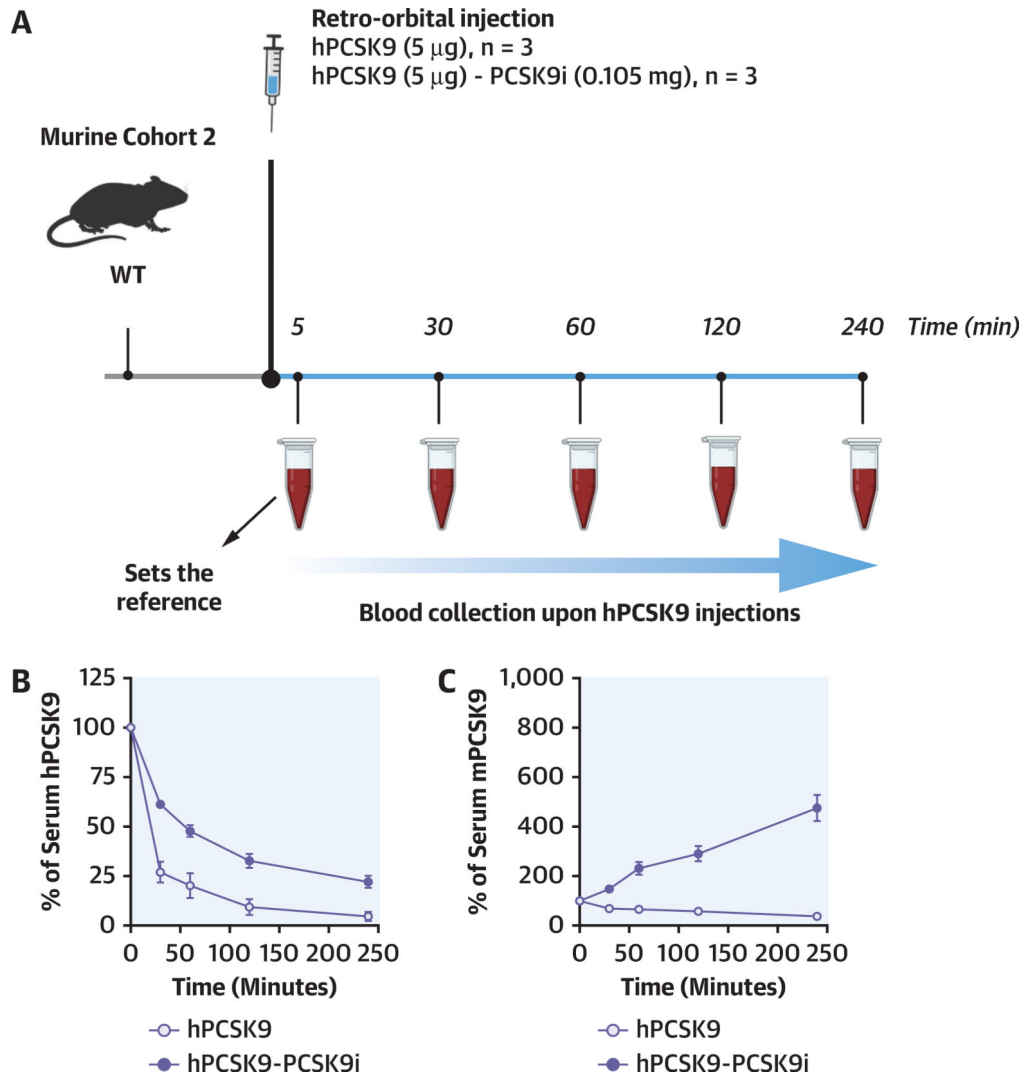 A
Retro-orbital injection
hPCSK9 (5 μg), n = 3
hPCSK9 (5 μg) - PCSK9i (0.105 mg), n = 3
Murine Cohort 2
WT
5 30 60 120 240 Time (min)
Sets the
reference
Blood collection upon hPCSK9 injections
B
% of Serum hPCSK9
125
100
75
50
25
0
0 50 100 150 200 250
Time (Minutes)
hPCSK9
hPCSK9-PCSK9i
C
% of Serum mPCSK9
1,000
800
600
400
200
0
0 50 100 150 200 250
Time (Minutes)
hPCSK9
hPCSK9-PCSK9i